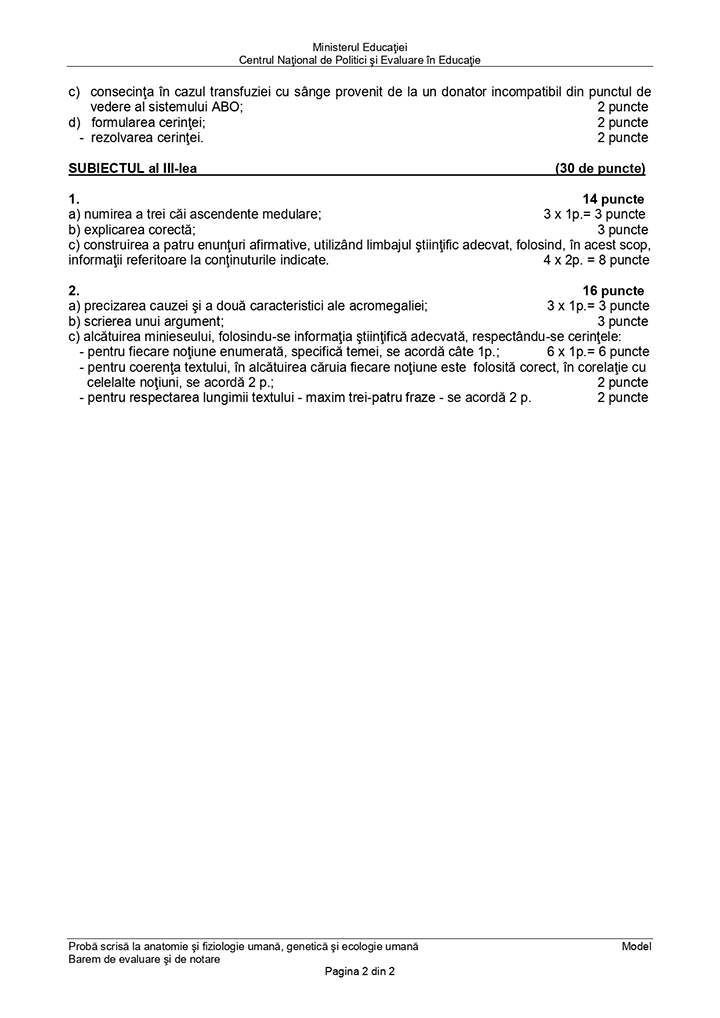 Ministerul Educaţiei
Centrul Naţional de Politici şi Evaluare în Educaţie
c) consecinţa în cazul transfuziei cu sânge provenit de la un donator incompatibil din punctul de
vedere al sistemului ABO; 2 puncte
d) formularea cerinţei; 2 puncte
- rezolvarea cerinţei. 2 puncte
SUBIECTUL al III-lea (30 de puncte)
1. 14 puncte
a) numirea a trei căi ascendente medulare; 3 x 1p.= 3 puncte
b) explicarea corectă; 3 puncte
c) construirea a patru enunţuri afirmative, utilizând limbajul ştiinţific adecvat, folosind, în acest scop,
informaţii referitoare la conţinuturile indicate. 4 x 2p. = 8 puncte
2. 16 puncte
a) precizarea cauzei şi a două caracteristici ale acromegaliei; 3 x 1p.= 3 puncte
b) scrierea unui argument; 3 puncte
c) alcătuirea minieseului, folosindu-se informaţia ştiinţifică adecvată, respectându-se cerinţele:
- pentru fiecare noţiune enumerată, specifică temei, se acordă câte 1p.; 6 x 1p.= 6 puncte
- pentru coerenţa textului, în alcătuirea căruia fiecare noţiune este folosită corect, în corelaţie cu
celelalte noţiuni, se acordă 2 p.; 2 puncte
- pentru respectarea lungimii textului - maxim trei-patru fraze - se acordă 2 p. 2 puncte
Probă scrisă la anatomie şi fiziologie umană, genetică şi ecologie umană Model
Barem de evaluare şi de notare
Pagina 2 din 2